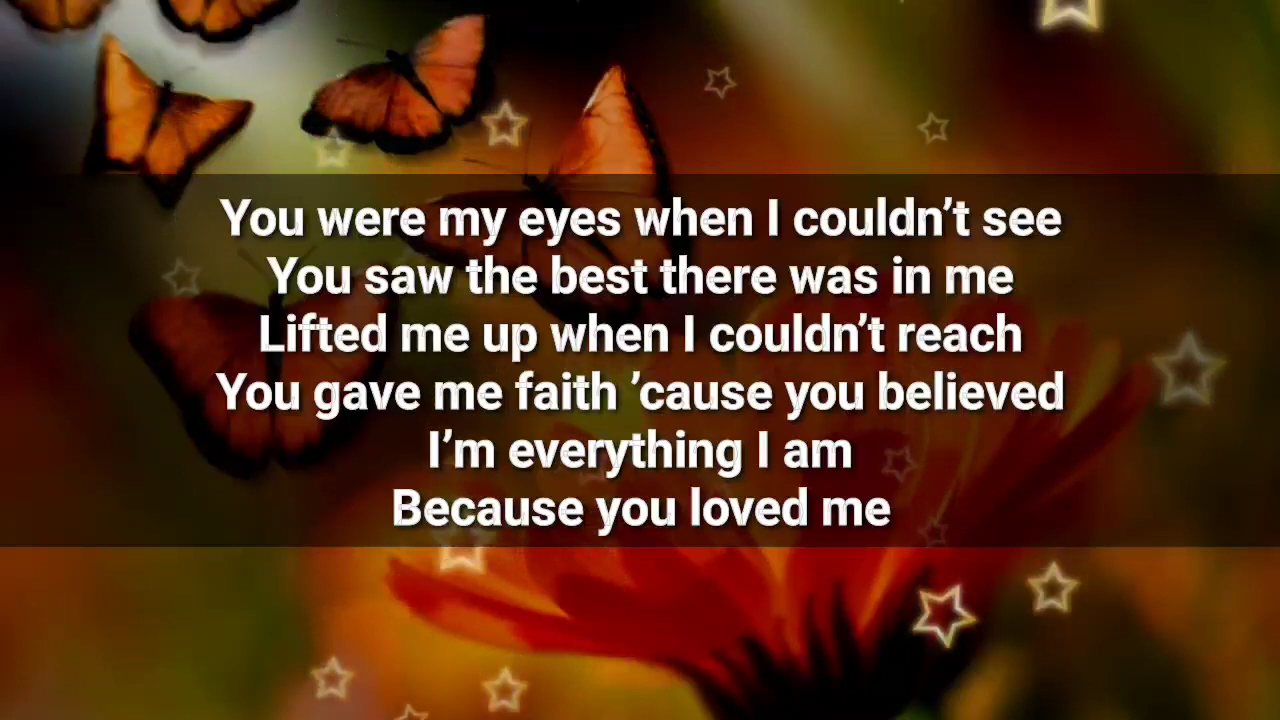 You were my eyes when I couldn’t see
You saw the best there was in me
Lifted me up when I couldn’t reach
You gave me faith ’cause you believed
I’m everything I am
Because you loved me